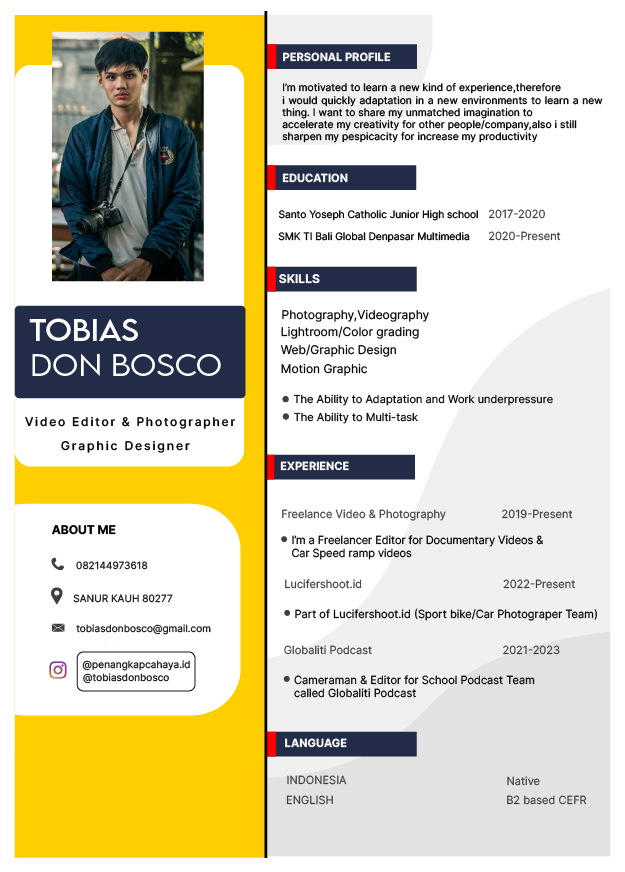 TOBIAS
DON BOSCO
Video Editor & Photographer
Graphic Designer
ABOUT ME
082144973618
SANUR KAUH 80277
tobiasdonbosco@gmail.com
@penangkapcahaya.id
@tobiasdonbosco
PERSONAL PROFILE
I'm motivated to learn a new kind of experience,therefore
i would quickly adaptation in a new environments to learn a new
thing. I want to share my unmatched imagination to
accelerate my creativity for other people/company,also i still
sharpen my pespicacity for increase my productivity
EDUCATION
Santo Yoseph Catholic Junior High school 2017-2020
SMK TI Bali Global Denpasar Multimedia 2020-Present
SKILLS
Photography,Videography
Lightroom/Color grading
Web/Graphic Design
Motion Graphic
● The Ability to Adaptation and Work underpressure
● The Ability to Multi-task
EXPERIENCE
Freelance Video & Photography 2019-Present
● I'm a Freelancer Editor for Documentary Videos &
Car Speed ramp videos
Lucifershoot.id 2022-Present
● Part of Lucifershoot.id (Sport bike/Car Photograper Team)
Globaliti Podcast 2021-2023
● Cameraman & Editor for School Podcast Team
called Globaliti Podcast
LANGUAGE
INDONESIA Native
ENGLISH B2 based CEFR